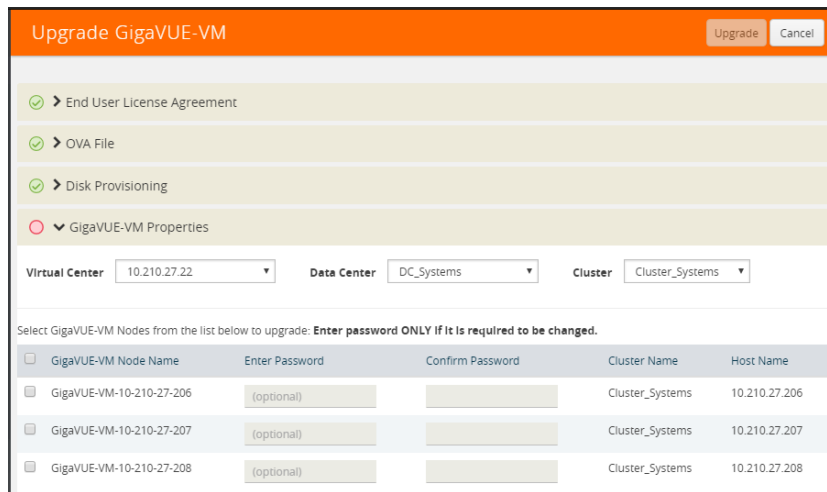 Upgrade GigaVUE-VM
Upgrade Cancel
End User License Agreement
OVA File
Disk Provisioning
GigaVUE-VM Properties
Virtual Center 10.210.27.22 Data Center DC_Systems Cluster Cluster_Systems
Select GigaVUE-VM Nodes from the list below to upgrade: Enter password ONLY if it is required to be changed.
GigaVUE-VM Node Name Enter Password Confirm Password Cluster Name Host Name
GigaVUE-VM-10-210-27-206 (optional) Cluster_Systems 10.210.27.206
GigaVUE-VM-10-210-27-207 (optional) Cluster_Systems 10.210.27.207
GigaVUE-VM-10-210-27-208 (optional) Cluster_Systems 10.210.27.208